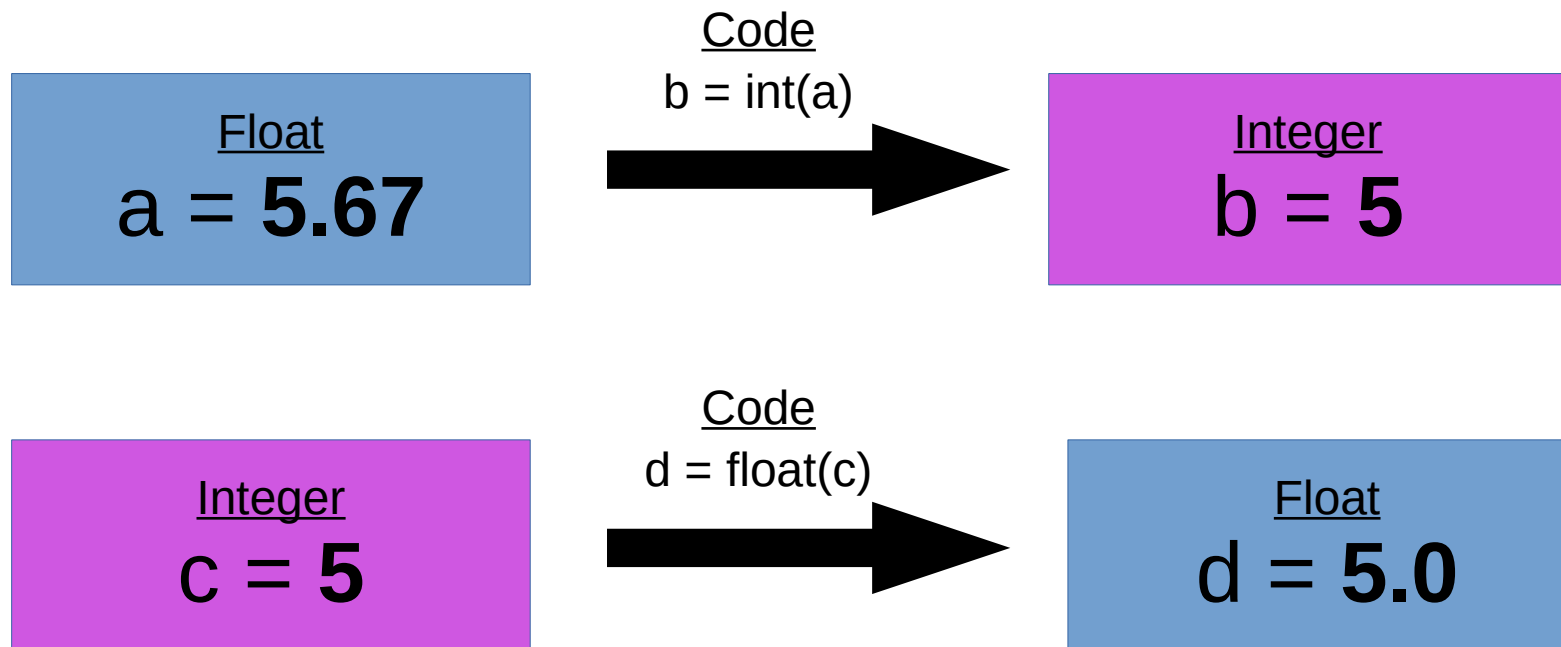 Code
b = int(a)
Float
a = 5.67
Integer
b = 5
Code
d = float(c)
Integer
c = 5
Float
d = 5.0